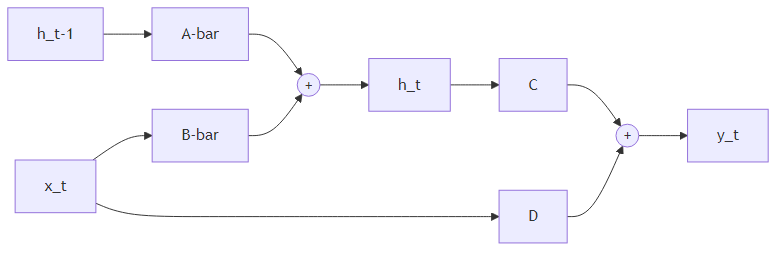 h_t-1
A-bar
+
h_t
C
B-bar
+
y_t
x_t
D